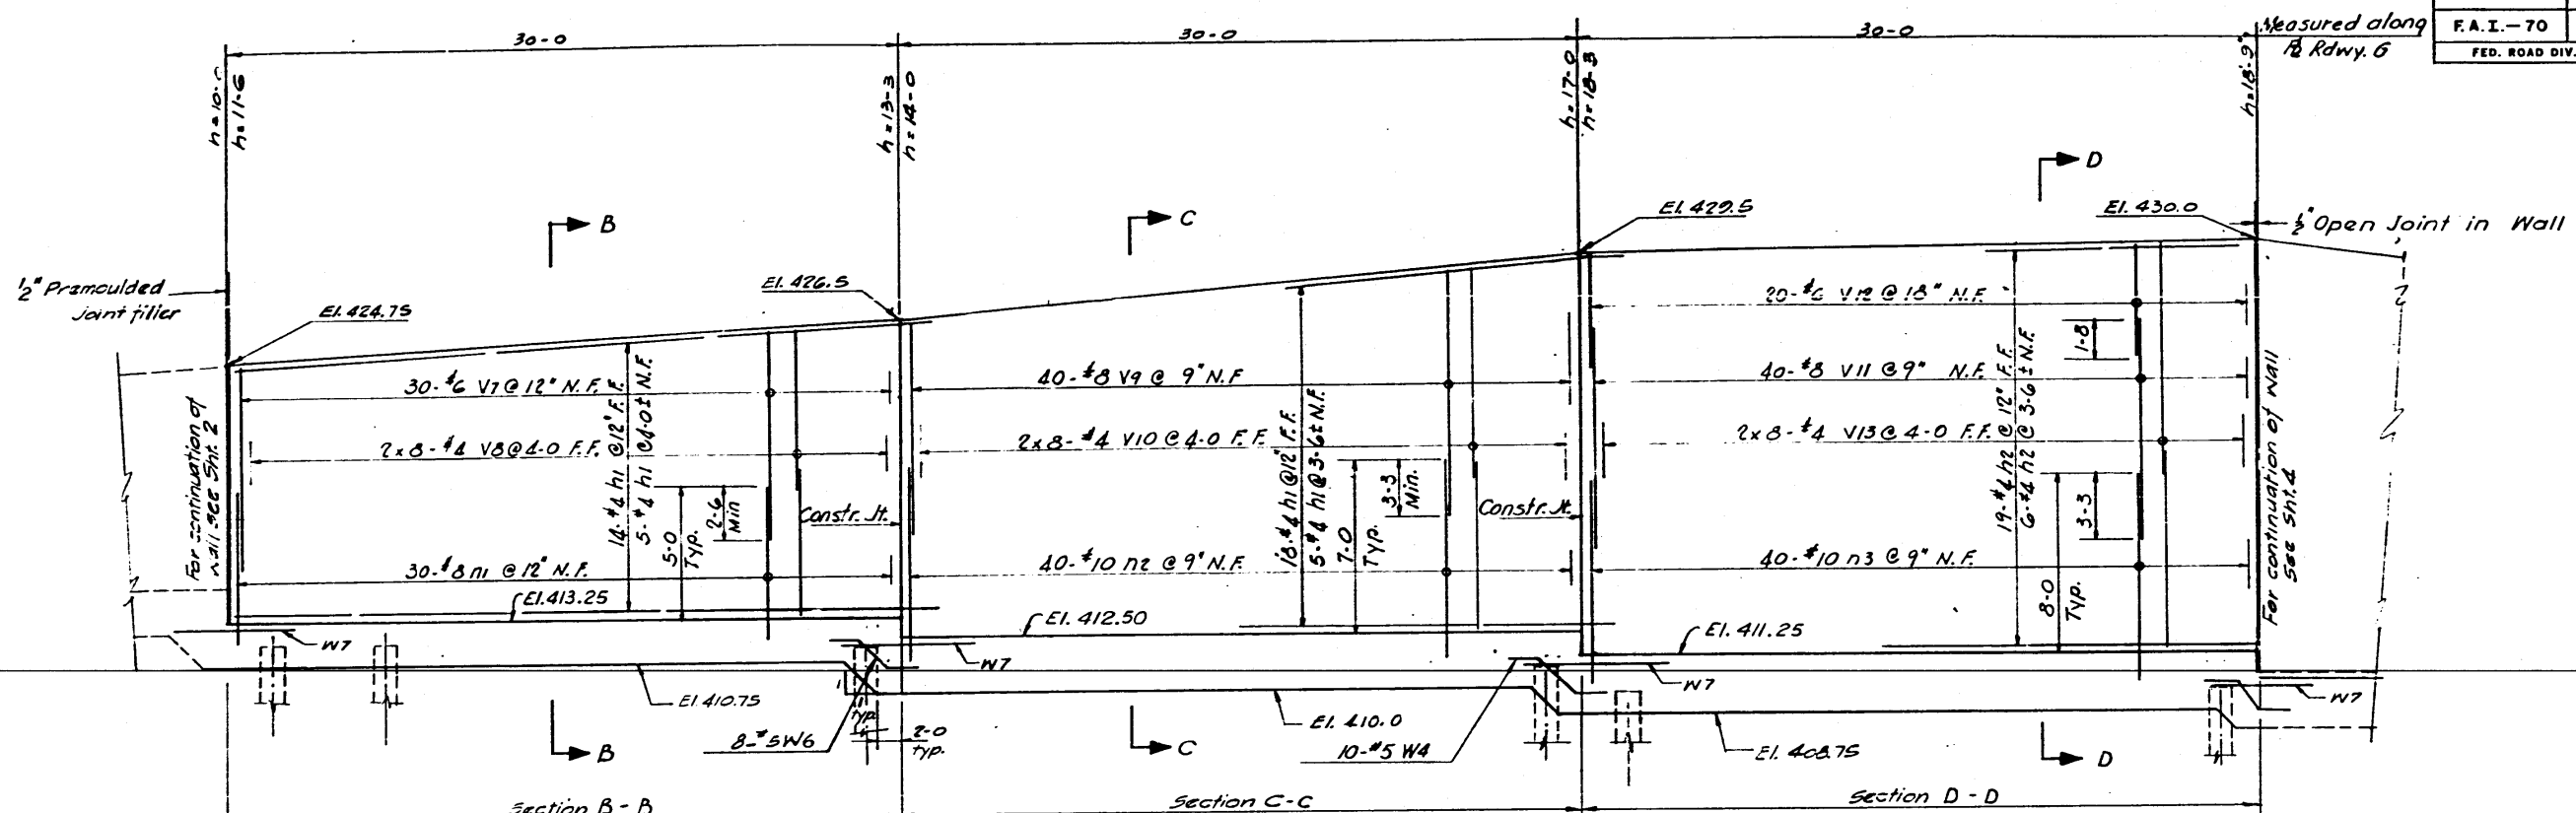 30-0
30-0
30-0
Measured along
℄ Rdwy. G
F.A.I.-70
FED. ROAD DIV.
h=10-0
h=11-6
h=13-3
h=14-0
h=17-0
h=18-3
h=18'-9"
B
C
D
El. 424.75
El. 426.5
El. 429.5
El. 430.0
½" Open Joint in Wall
1/2" Premoulded
Joint filler
For continuation of
wall see Sht. 2
30-#6 V7 @ 12" N.F.
2x8-#4 V8 @ 4-0 F.F.
30-#8 n1 @ 12" N.F.
14-#4 h1 @ 12" F.F.
5-#4 h1 @ 4-0± N.F.
5-0
Typ.
2-6
Min
Constr. Jt.
El. 413.25
40-#8 V9 @ 9" N.F
2x8-#4 V10 @ 4-0 F.F.
40-#10 n2 @ 9" N.F.
18-#4 h1 @ 12" F.F.
5-#4 h1 @ 3-6± N.F.
7-0
Typ.
3-3
Min.
Constr. Jt.
El. 412.50
20-#6 V12 @ 18" N.F.
40-#8 V11 @ 9" N.F.
2x8-#4 V13 @ 4-0 F.F.
40-#10 n3 @ 9" N.F.
19-#4 h2 @ 12" F.F.
6-#4 h2 @ 3-6± N.F.
1-8
3-3
8-0
Typ.
El. 411.25
For continuation of wall
See Sht. 4
W7
W7
W7
W7
El. 410.75
1
typ.
2-0
typ.
8-#5 W6
El. 410.0
10-#5 W4
El. 408.75
B
C
D
Section B-B
Section C-C
Section D-D